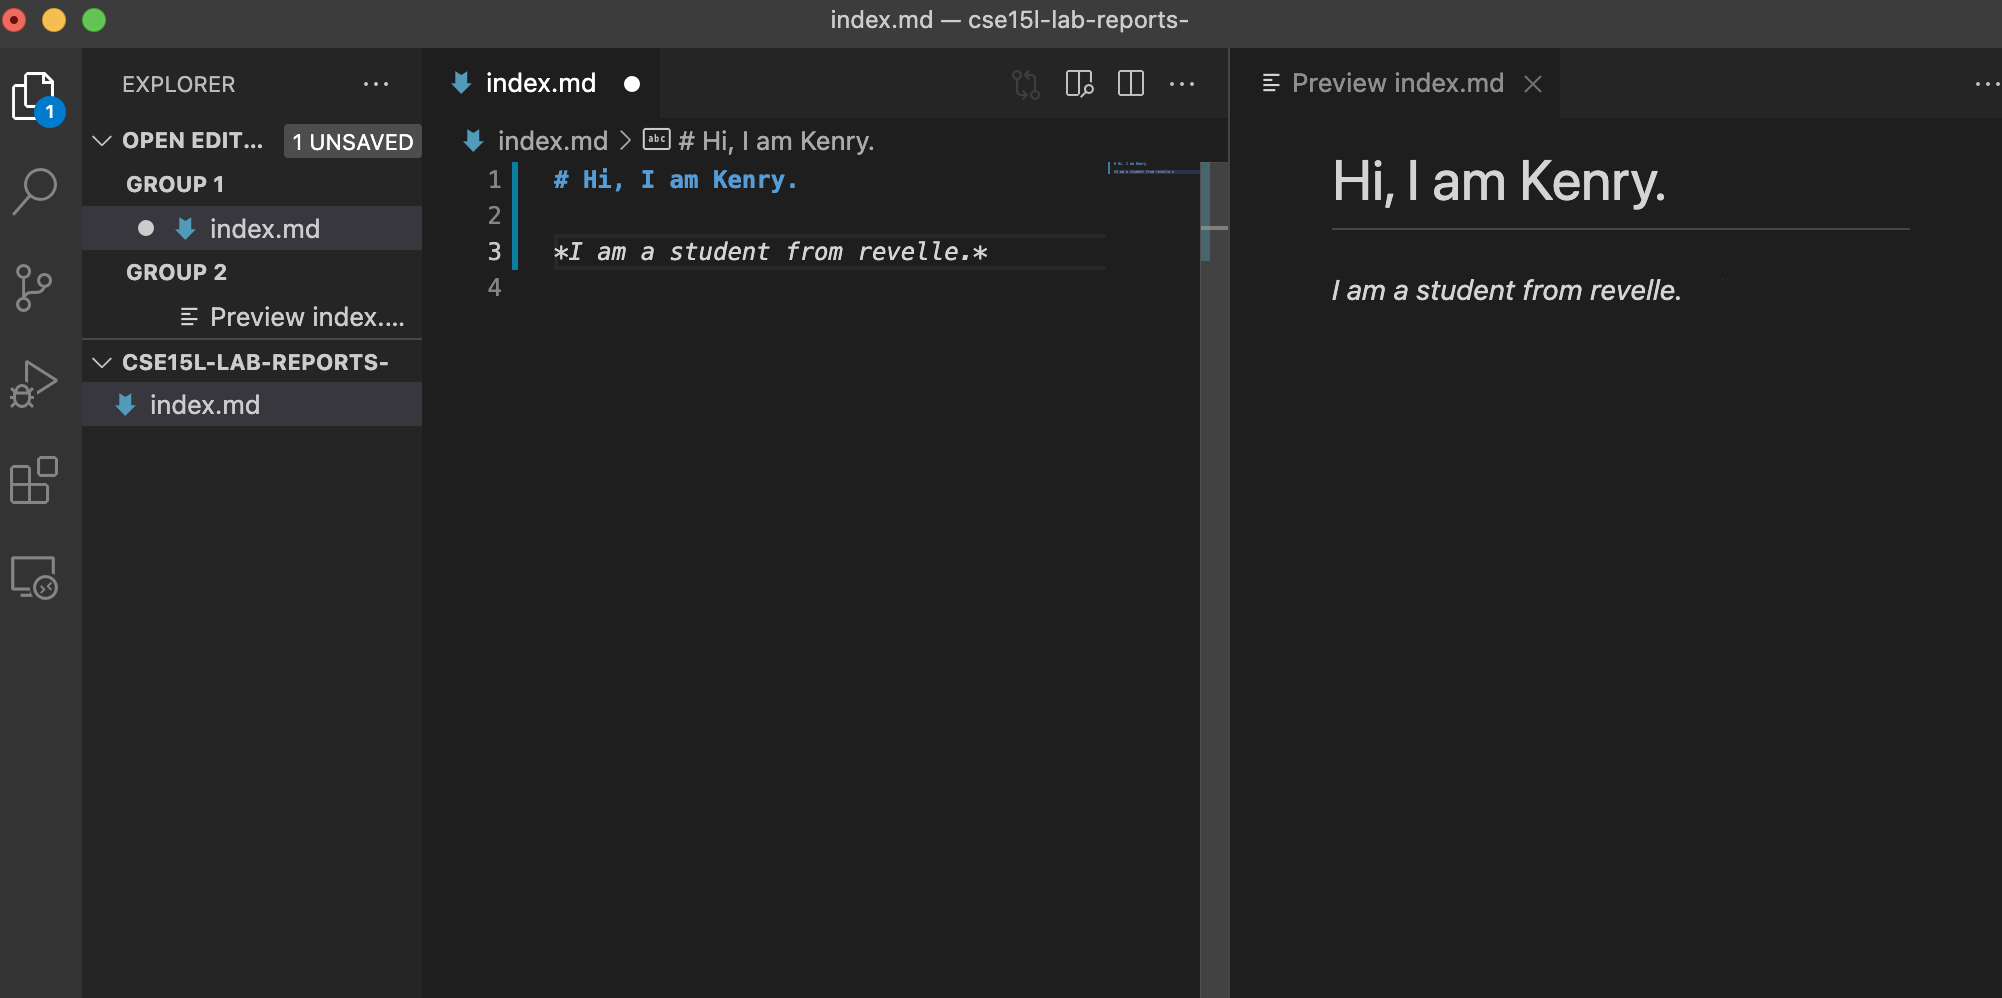 index.md — cse15l-lab-reports-
1
EXPLORER
OPEN EDIT... 1 UNSAVED
GROUP 1
index.md
GROUP 2
Preview index....
CSE15L-LAB-REPORTS-
index.md
index.md
index.md > abc # Hi, I am Kenry.
1 # Hi, I am Kenry.
2
3 *I am a student from revelle.*
4
Preview index.md
Hi, I am Kenry.
I am a student from revelle.